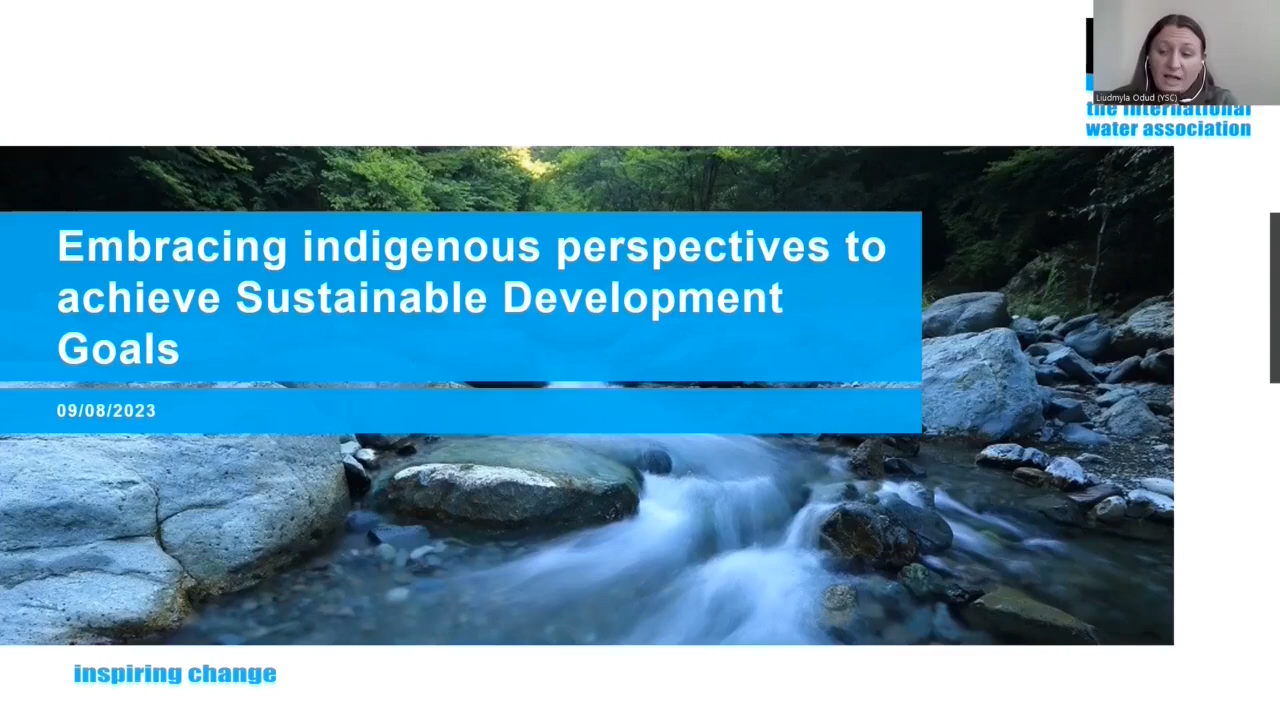 Liudmyla Odud (YSC)
the international
water association
Embracing indigenous perspectives to
achieve Sustainable Development
Goals
09/08/2023
inspiring change